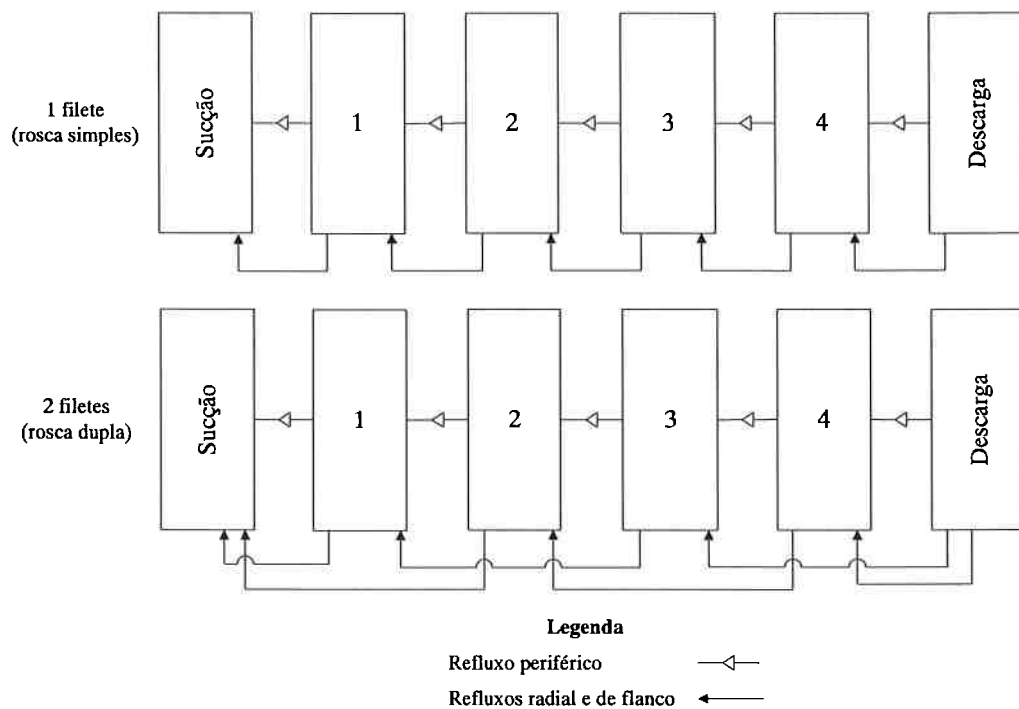 1 filete
(rosca simples)
Sucção
1
2
3
4
Descarga
2 filetes
(rosca dupla)
Sucção
1
2
3
4
Descarga
Legenda
Refluxo periférico
Refluxos radial e de flanco